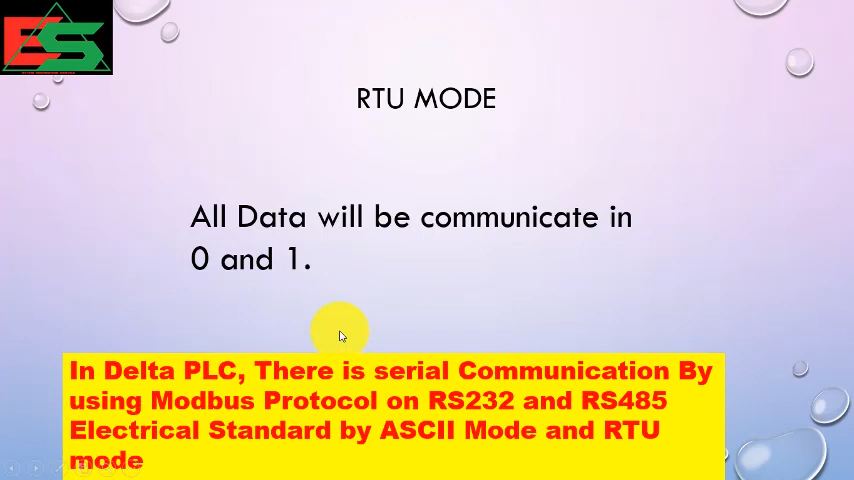 ES
RTU MODE
All Data will be communicate in
0 and 1.
In Delta PLC, There is serial Communication By
using Modbus Protocol on RS232 and RS485
Electrical Standard by ASCII Mode and RTU
mode